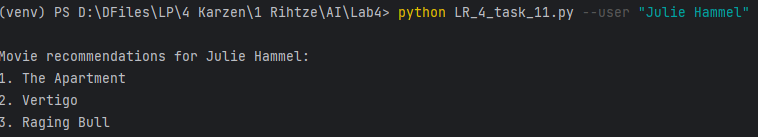 (venv) PS D:\DFiles\LP\4 Karzen\1 Rihtze\AI\Lab4> python LR_4_task_11.py --user "Julie Hammel"
Movie recommendations for Julie Hammel:
1. The Apartment
2. Vertigo
3. Raging Bull